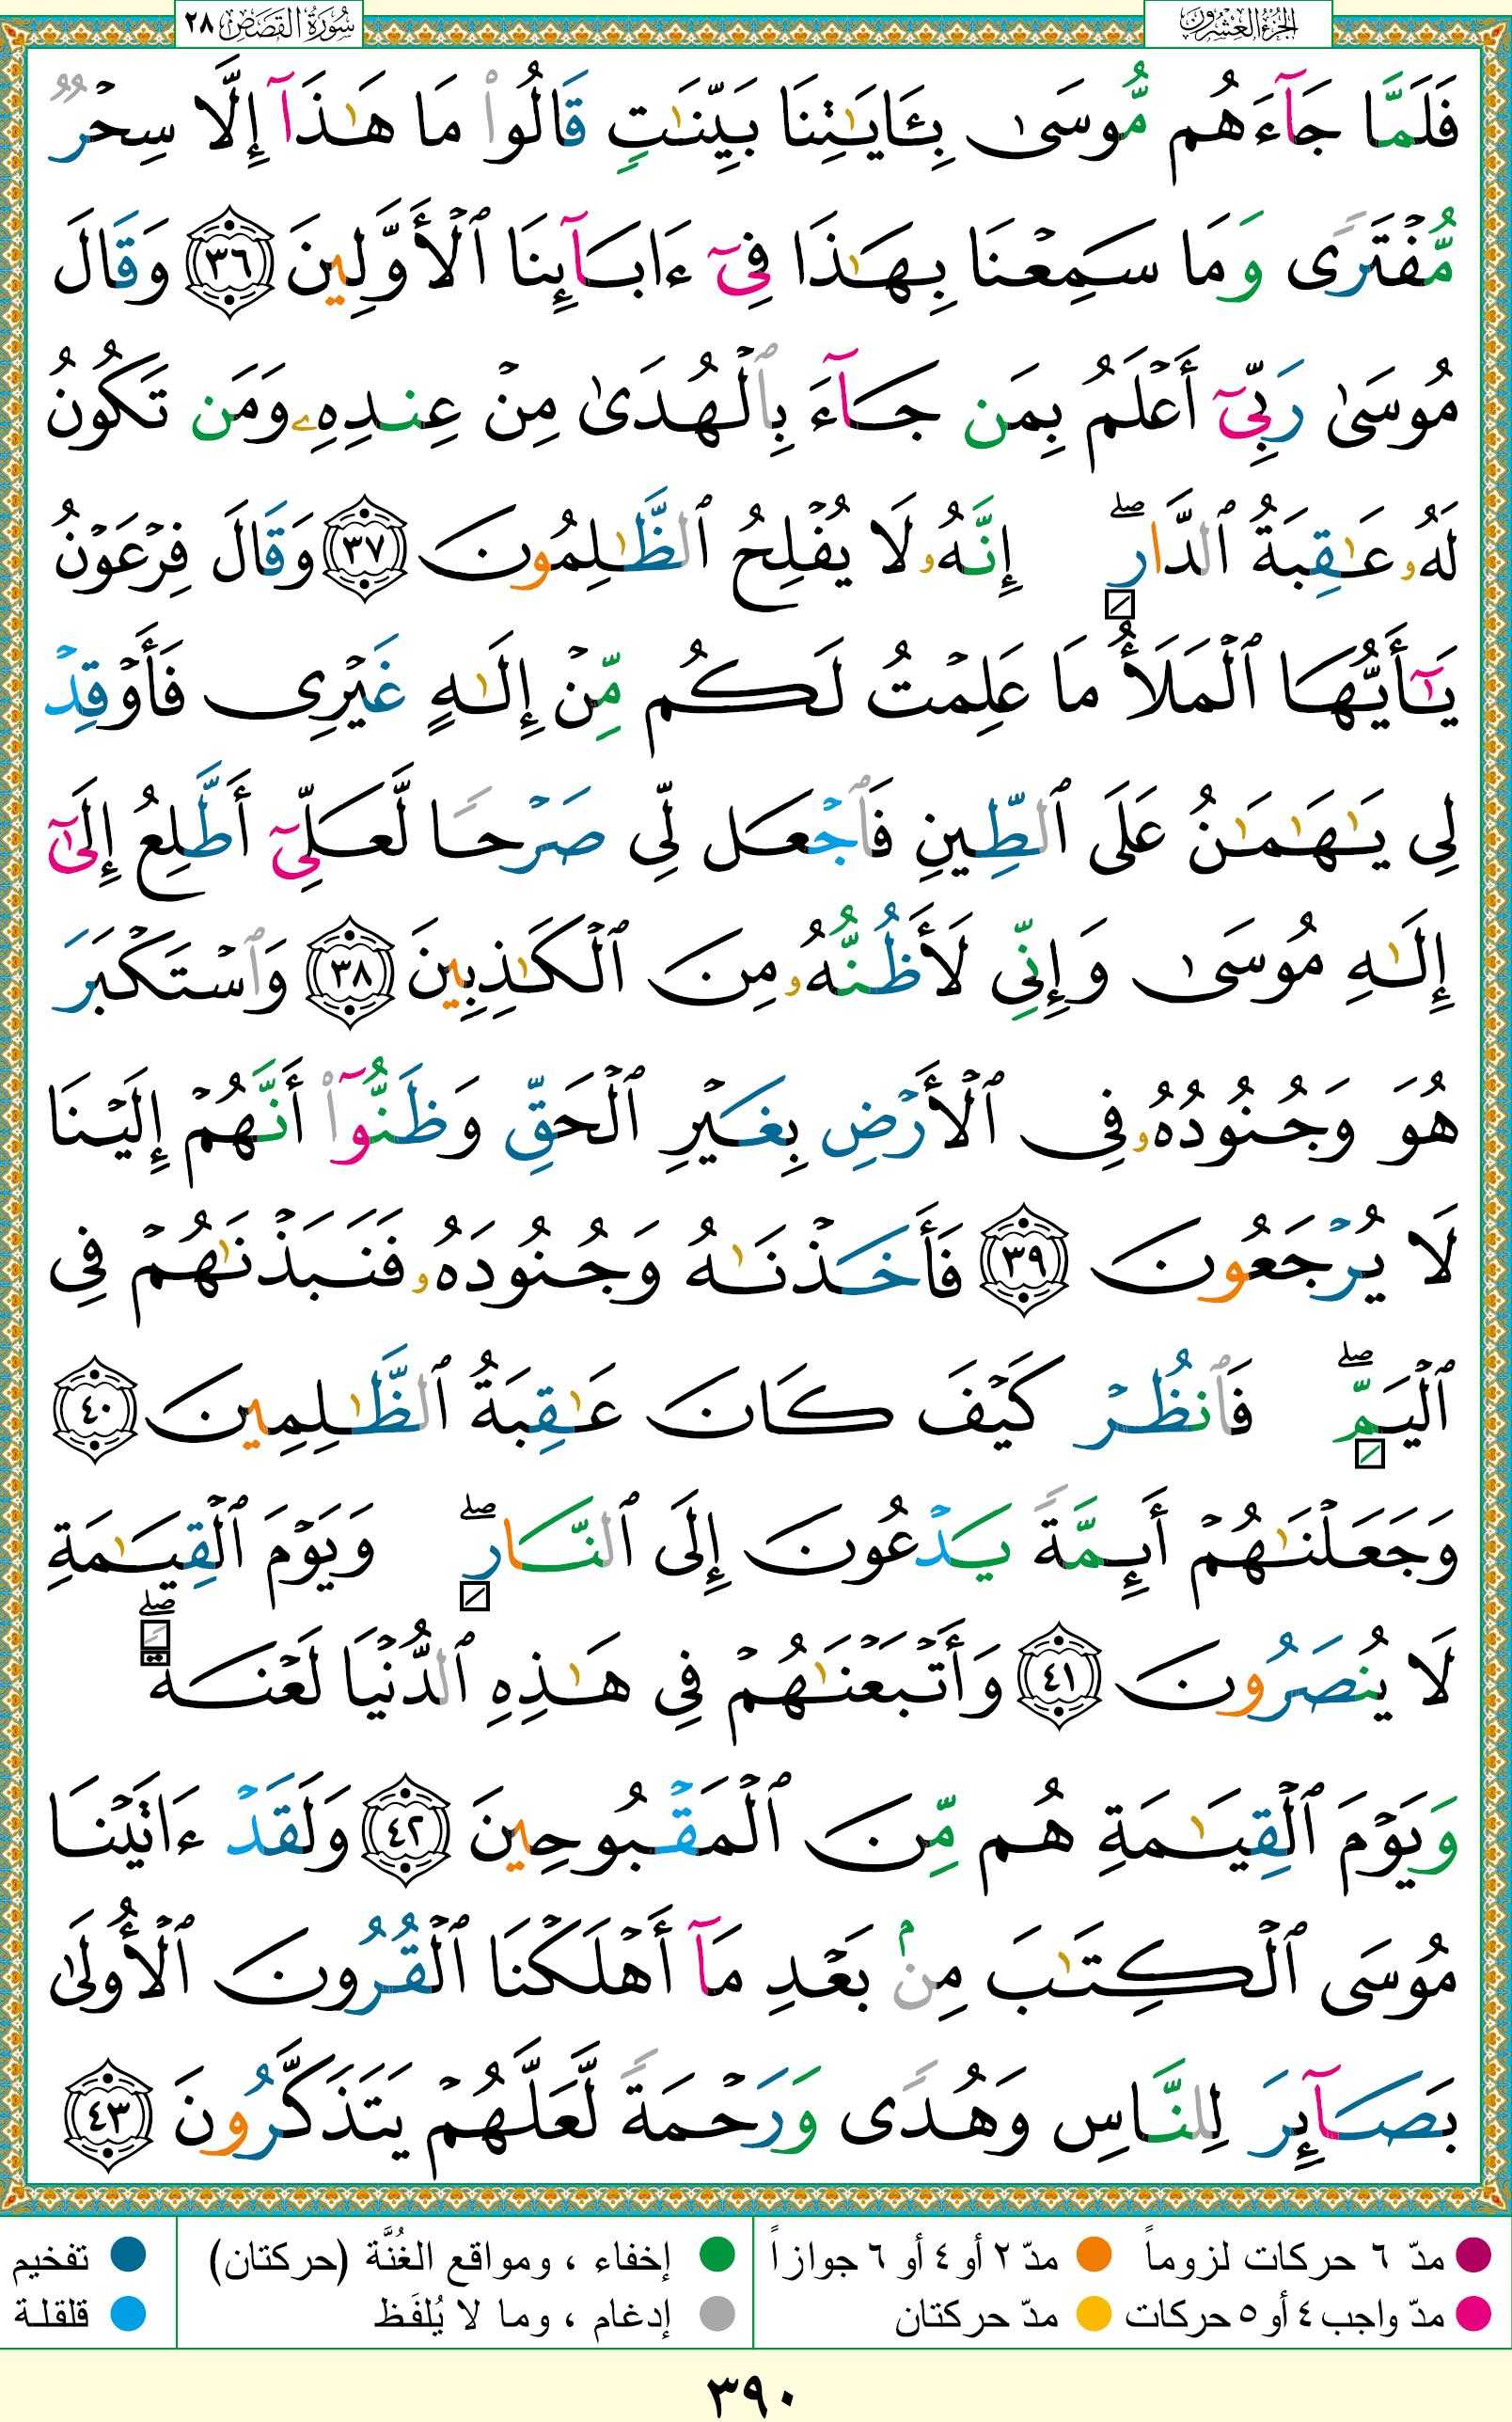 الجزء العشرون
سورة القصص ٢٨
فَلَمَّا جَآءَهُم مُّوسَىٰ بِـَٔايَـٰتِنَا بَيِّنَـٰتٍ قَالُوا۟ مَا هَـٰذَآ إِلَّا سِحْرٌ
مُّفْتَرًى وَمَا سَمِعْنَا بِهَـٰذَا فِىٓ ءَابَآئِنَا ٱلْأَوَّلِينَ ٣٦ وَقَالَ
مُوسَىٰ رَبِّىٓ أَعْلَمُ بِمَن جَآءَ بِٱلْهُدَىٰ مِنْ عِندِهِۦ وَمَن تَكُونُ
لَهُۥ عَـٰقِبَةُ ٱلدَّارِ ۖ إِنَّهُۥ لَا يُفْلِحُ ٱلظَّـٰلِمُونَ ٣٧ وَقَالَ فِرْعَوْنُ
يَـٰٓأَيُّهَا ٱلْمَلَأُ مَا عَلِمْتُ لَكُم مِّنْ إِلَـٰهٍ غَيْرِى فَأَوْقِدْ
لِى يَـٰهَـٰمَـٰنُ عَلَى ٱلطِّينِ فَٱجْعَل لِّى صَرْحًا لَّعَلِّىٓ أَطَّلِعُ إِلَىٰٓ
إِلَـٰهِ مُوسَىٰ وَإِنِّى لَأَظُنُّهُۥ مِنَ ٱلْكَـٰذِبِينَ ٣٨ وَٱسْتَكْبَرَ
هُوَ وَجُنُودُهُۥ فِى ٱلْأَرْضِ بِغَيْرِ ٱلْحَقِّ وَظَنُّوٓا۟ أَنَّهُمْ إِلَيْنَا
لَا يُرْجَعُونَ ٣٩ فَأَخَذْنَـٰهُ وَجُنُودَهُۥ فَنَبَذْنَـٰهُمْ فِى
ٱلْيَمِّ ۖ فَٱنظُرْ كَيْفَ كَانَ عَـٰقِبَةُ ٱلظَّـٰلِمِينَ ٤٠
وَجَعَلْنَـٰهُمْ أَئِمَّةً يَدْعُونَ إِلَى ٱلنَّارِ ۖ وَيَوْمَ ٱلْقِيَـٰمَةِ
لَا يُنصَرُونَ ٤١ وَأَتْبَعْنَـٰهُمْ فِى هَـٰذِهِ ٱلدُّنْيَا لَعْنَةً ۖ
وَيَوْمَ ٱلْقِيَـٰمَةِ هُم مِّنَ ٱلْمَقْبُوحِينَ ٤٢ وَلَقَدْ ءَاتَيْنَا
مُوسَى ٱلْكِتَـٰبَ مِنۢ بَعْدِ مَآ أَهْلَكْنَا ٱلْقُرُونَ ٱلْأُولَىٰ
بَصَآئِرَ لِلنَّاسِ وَهُدًى وَرَحْمَةً لَّعَلَّهُمْ يَتَذَكَّرُونَ ٤٣
مدّ ٦ حركات لزوماً مدّ ٢ أو ٤ أو ٦ جوازاً إخفاء ، ومواقع الغُنَّة (حركتان) تفخيم
مدّ واجب ٤ أو ٥ حركات مدّ حركتان إدغام ، وما لا يُلفَظ قلقلة
٣٩٠